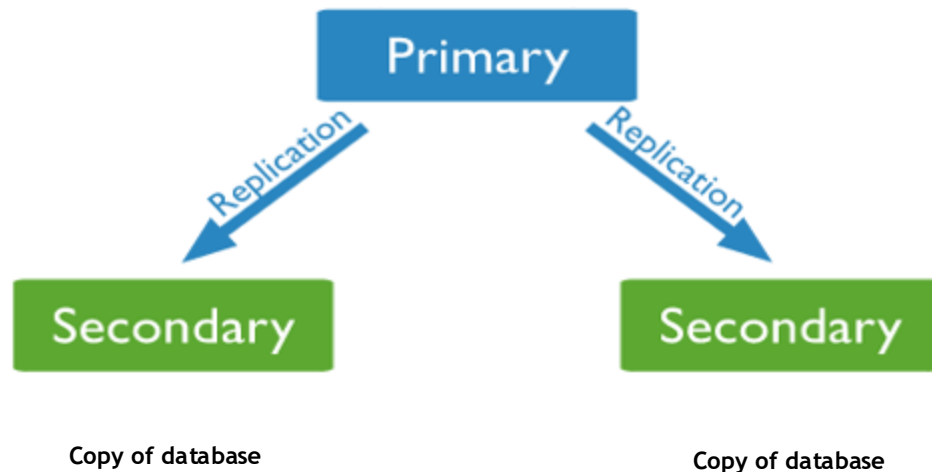 Primary
Replication
Replication
Secondary
Secondary
Copy of database
Copy of database